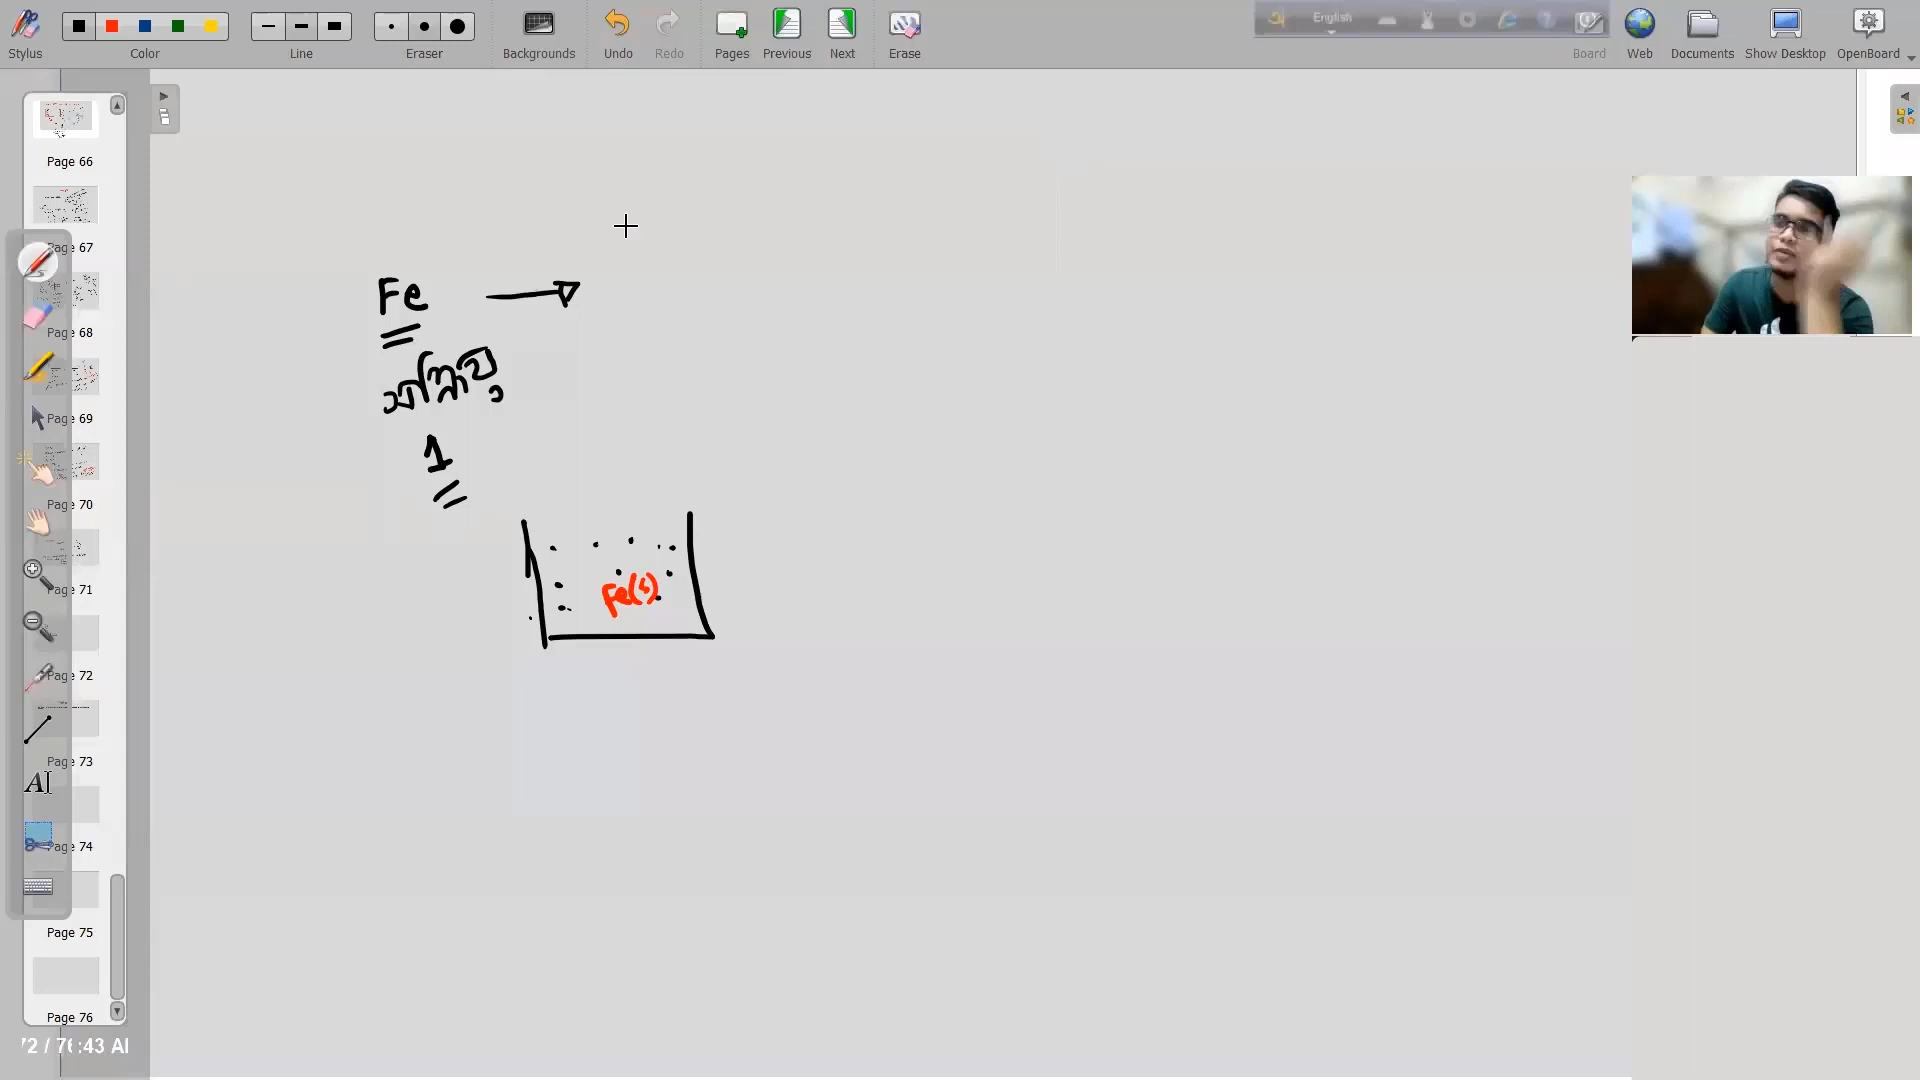 Stylus
Color
Line
Eraser
Backgrounds
Undo
Redo
Pages
Previous
Next
Erase
English
Board
Web
Documents
Show Desktop
OpenBoard
Page 66
Page 67
Page 68
Page 69
Page 70
Page 71
Page 72
Page 73
Page 74
Page 75
Page 76
Fe
1
Fe(s)